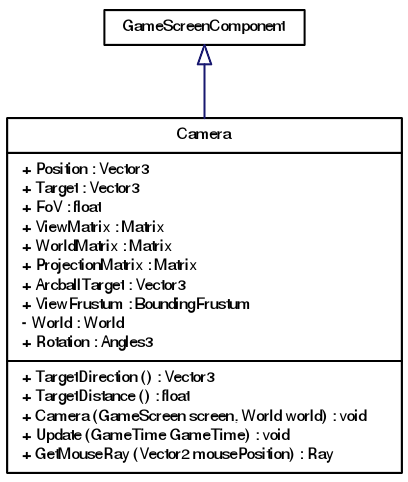 GameScreenComponent
Camera
+ Position : Vector3
+ Target : Vector3
+ FoV : float
+ ViewMatrix : Matrix
+ WorldMatrix : Matrix
+ ProjectionMatrix : Matrix
+ ArcballTarget : Vector3
+ ViewFrustum : BoundingFrustum
- World : World
+ Rotation : Angles3
+ TargetDirection () : Vector3
+ TargetDistance () : float
+ Camera (GameScreen screen, World world) : void
+ Update (GameTime GameTime) : void
+ GetMouseRay (Vector2 mousePosition) : Ray